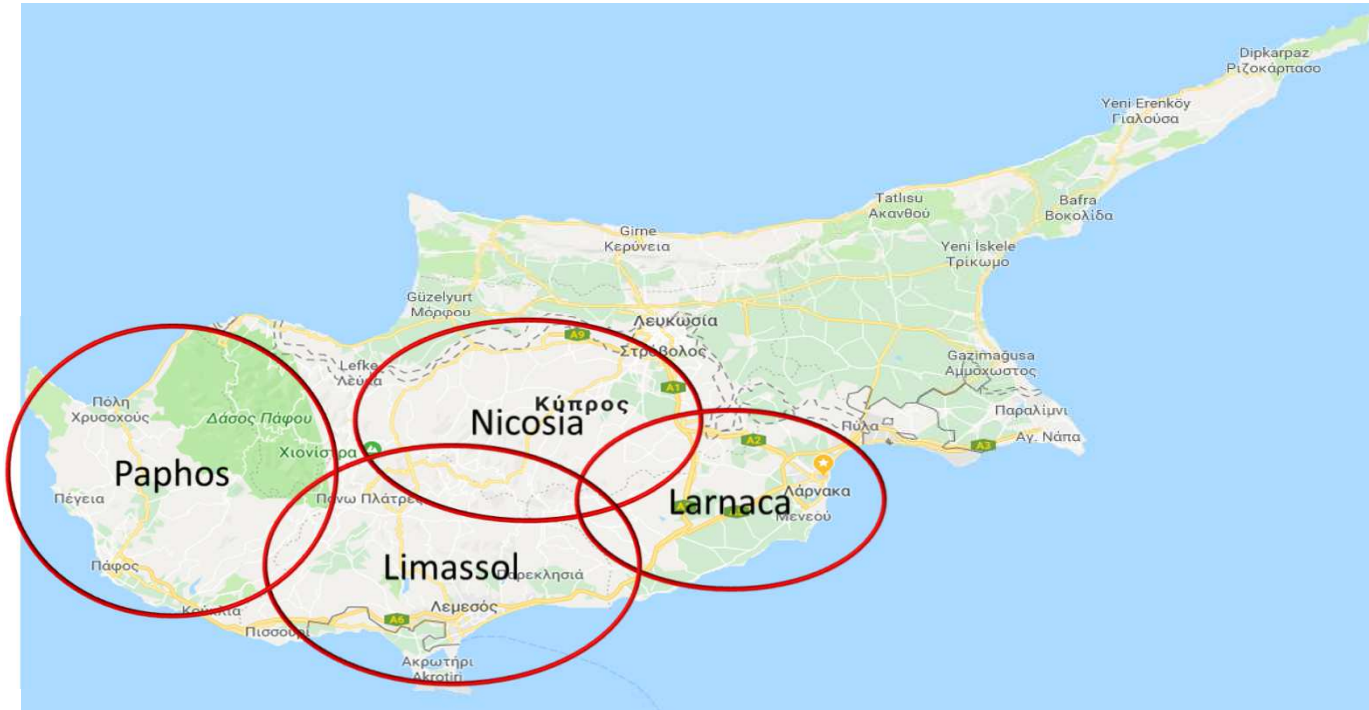 Dipkarpaz
Ριζοκάρπασο
Yeni Erenköy
Γιαλούσα
Tatlısu
Ακανθού
Bafra
Βοκολίδα
Girne
Κερύνεια
Yeni İskele
Τρίκωμο
Güzelyurt
Μόρφου
Λευκωσία
A9
Στρόβολος
Gazimağusa
Αμμόχωστος
Lefke
Λεύκα
A1
Πόλη
Χρυσοχούς
Δάσος Πάφου
Κύπρος
Nicosia
Παραλίμνι
Πύλα
A2
A3
Αγ. Νάπα
Χιονίστρα
Paphos
Πέγεια
Πάνω Πλάτρες
Larnaca
Λάρνακα
Μενεού
Limassol
Παρεκλησιά
Πάφος
Κούκλια
A6
Λεμεσός
Πισσούρι
Ακρωτήρι
Akrotiri